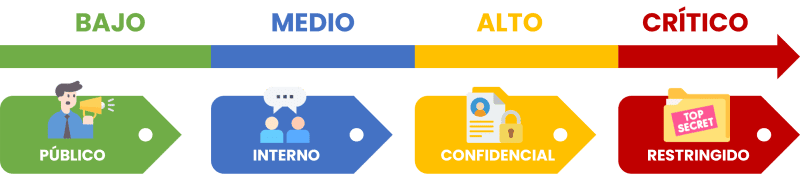 BAJO
MEDIO
ALTO
CRÍTICO
TOP
SECRET
PÚBLICO
INTERNO
CONFIDENCIAL
RESTRINGIDO